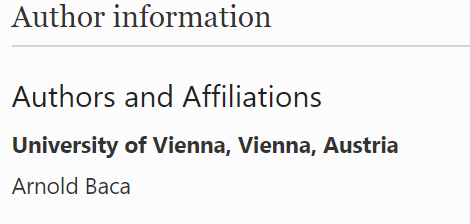 Author information
Authors and Affiliations
University of Vienna, Vienna, Austria
Arnold Baca